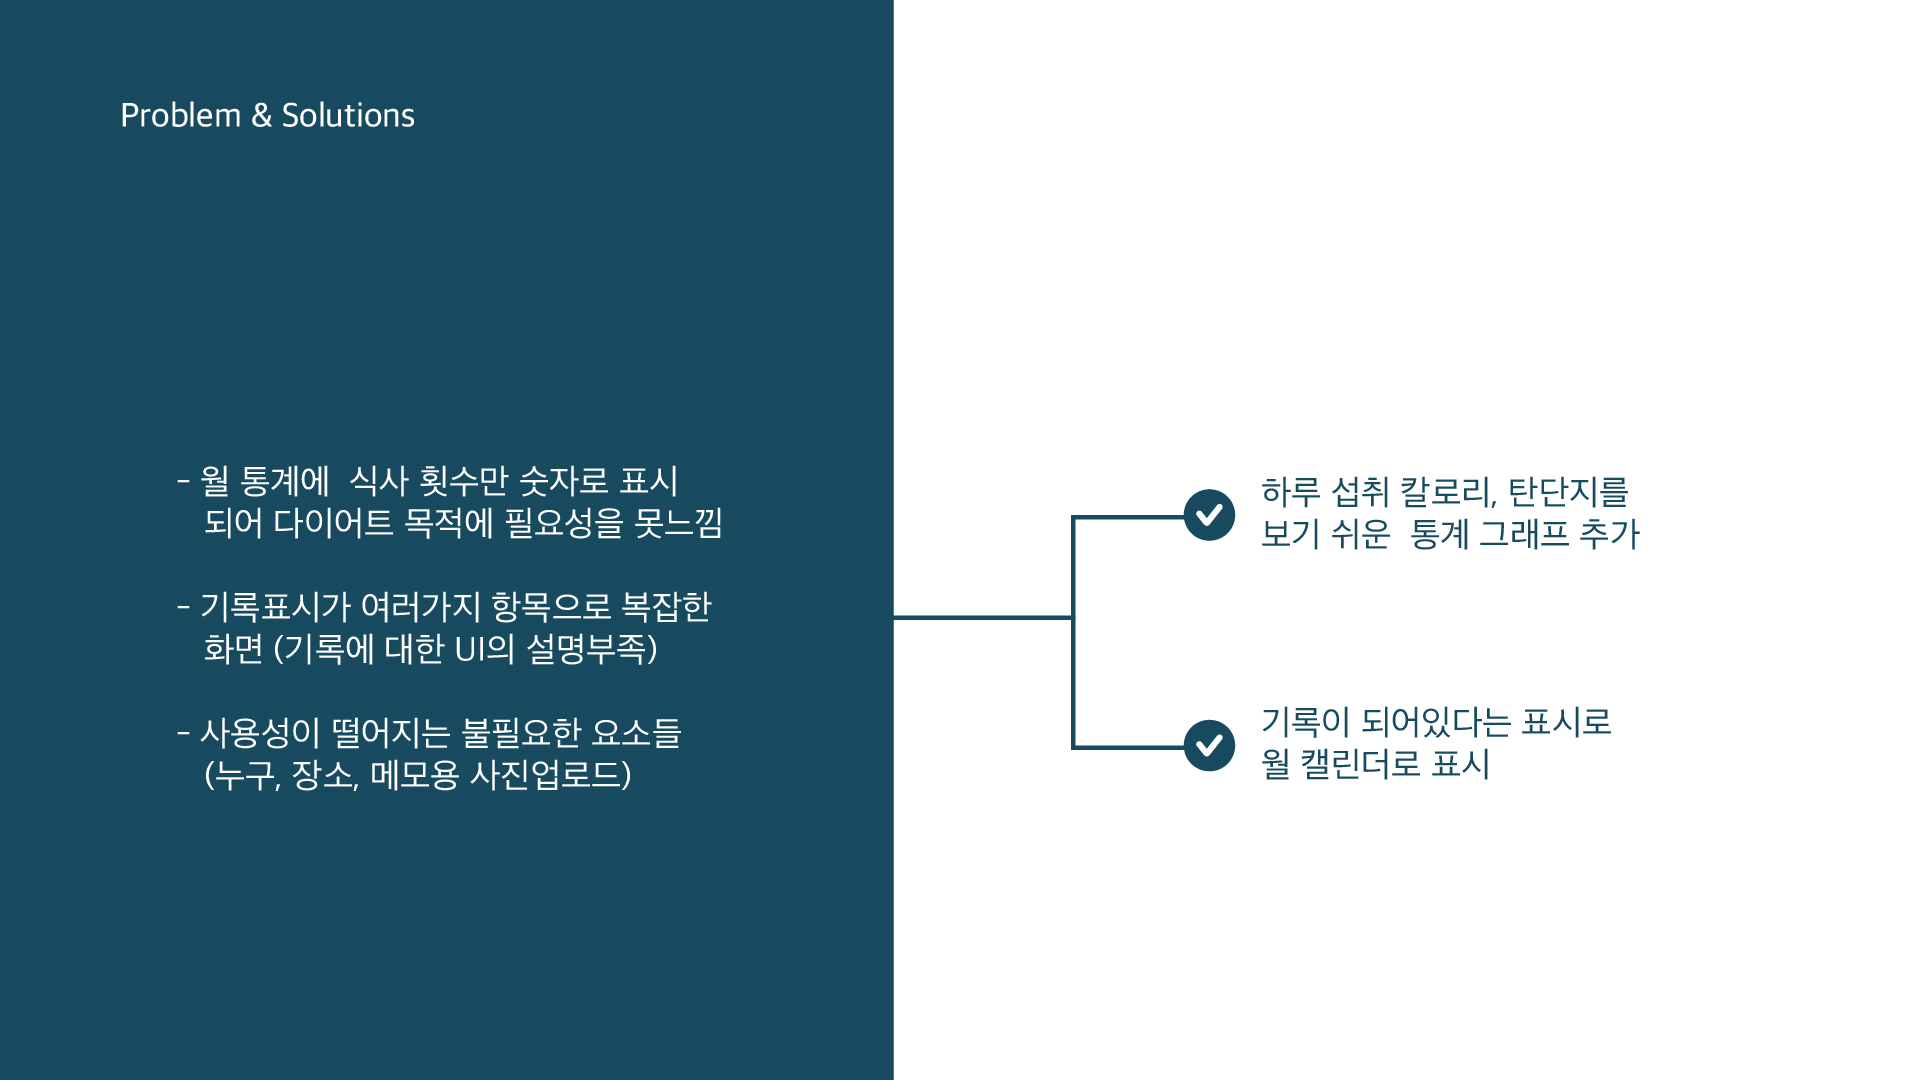 Problem & Solutions
- 월 통계에  식사 횟수만 숫자로 표시
되어 다이어트 목적에 필요성을 못느낌
- 기록표시가 여러가지 항목으로 복잡한
화면 (기록에 대한 UI의 설명부족)
- 사용성이 떨어지는 불필요한 요소들
(누구, 장소, 메모용 사진업로드)
하루 섭취 칼로리, 탄단지를
보기 쉬운  통계 그래프 추가
기록이 되어있다는 표시로
월 캘린더로 표시